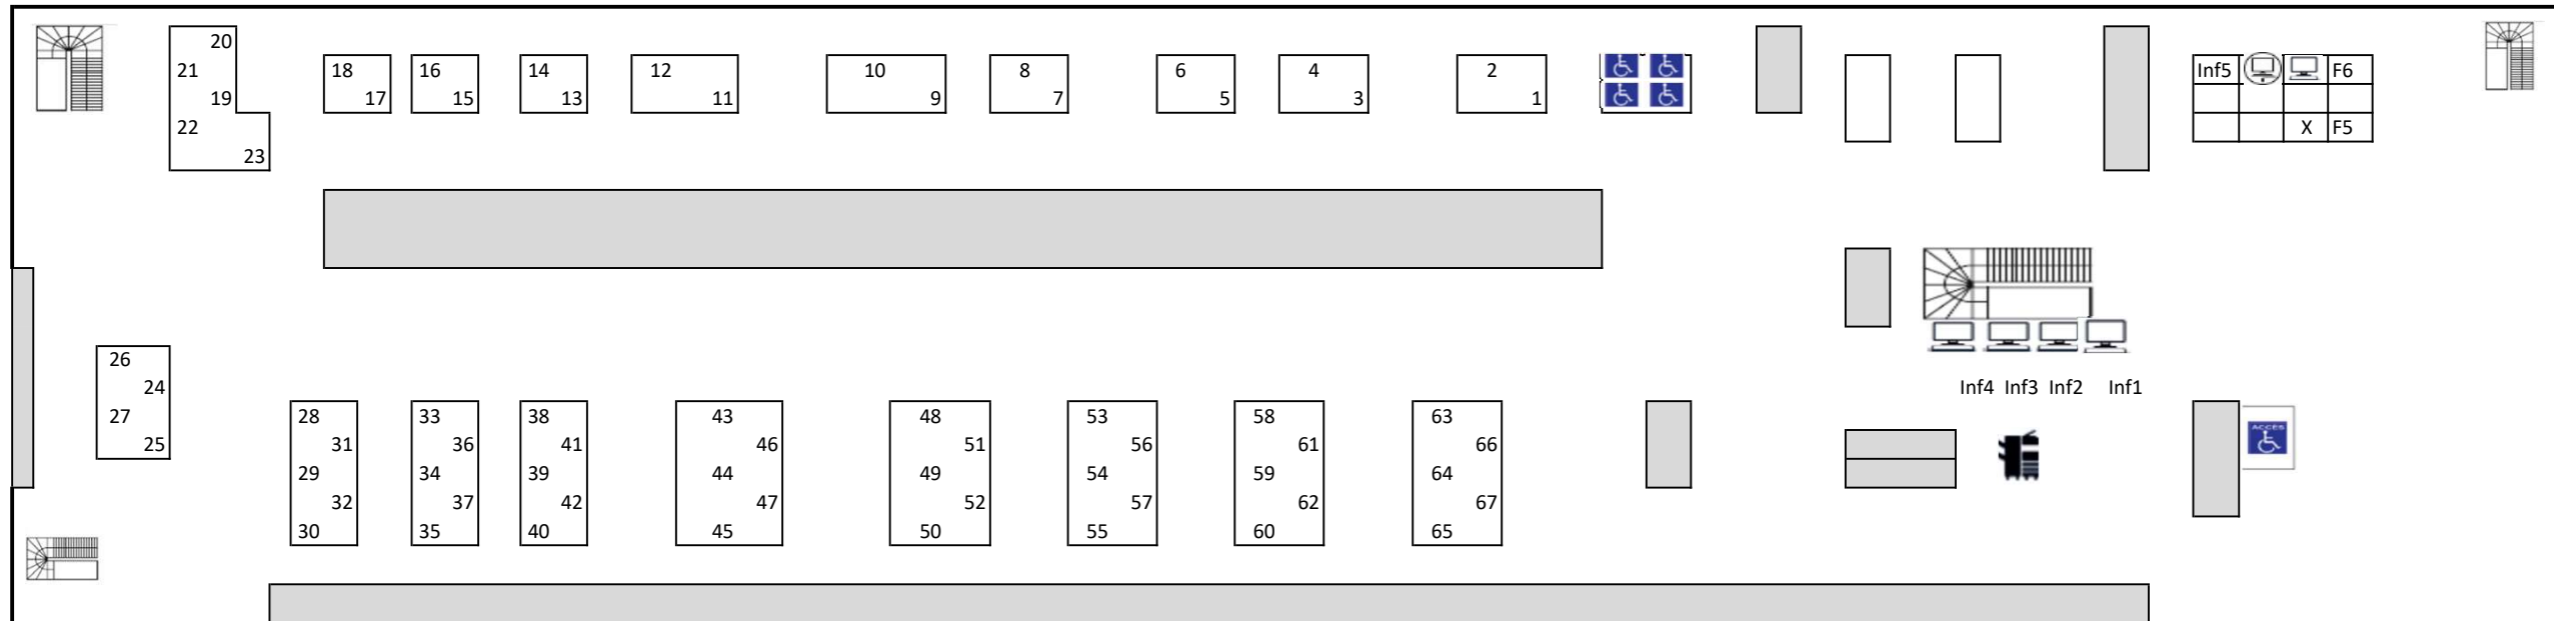 20
21
18 16 14 12 10 8 6 4 2 Inf5 F6
19 17 15 13 11 9 7 5 3 1
22 X F5
23
26
24 Inf4 Inf3 Inf2 Inf1
27 28 33 38 43 48 53 58 63
ACCES
25 31 36 41 46 51 56 61 66
29 34 39 44 49 54 59 64
32 37 42 47 52 57 62 67
30 35 40 45 50 55 60 65